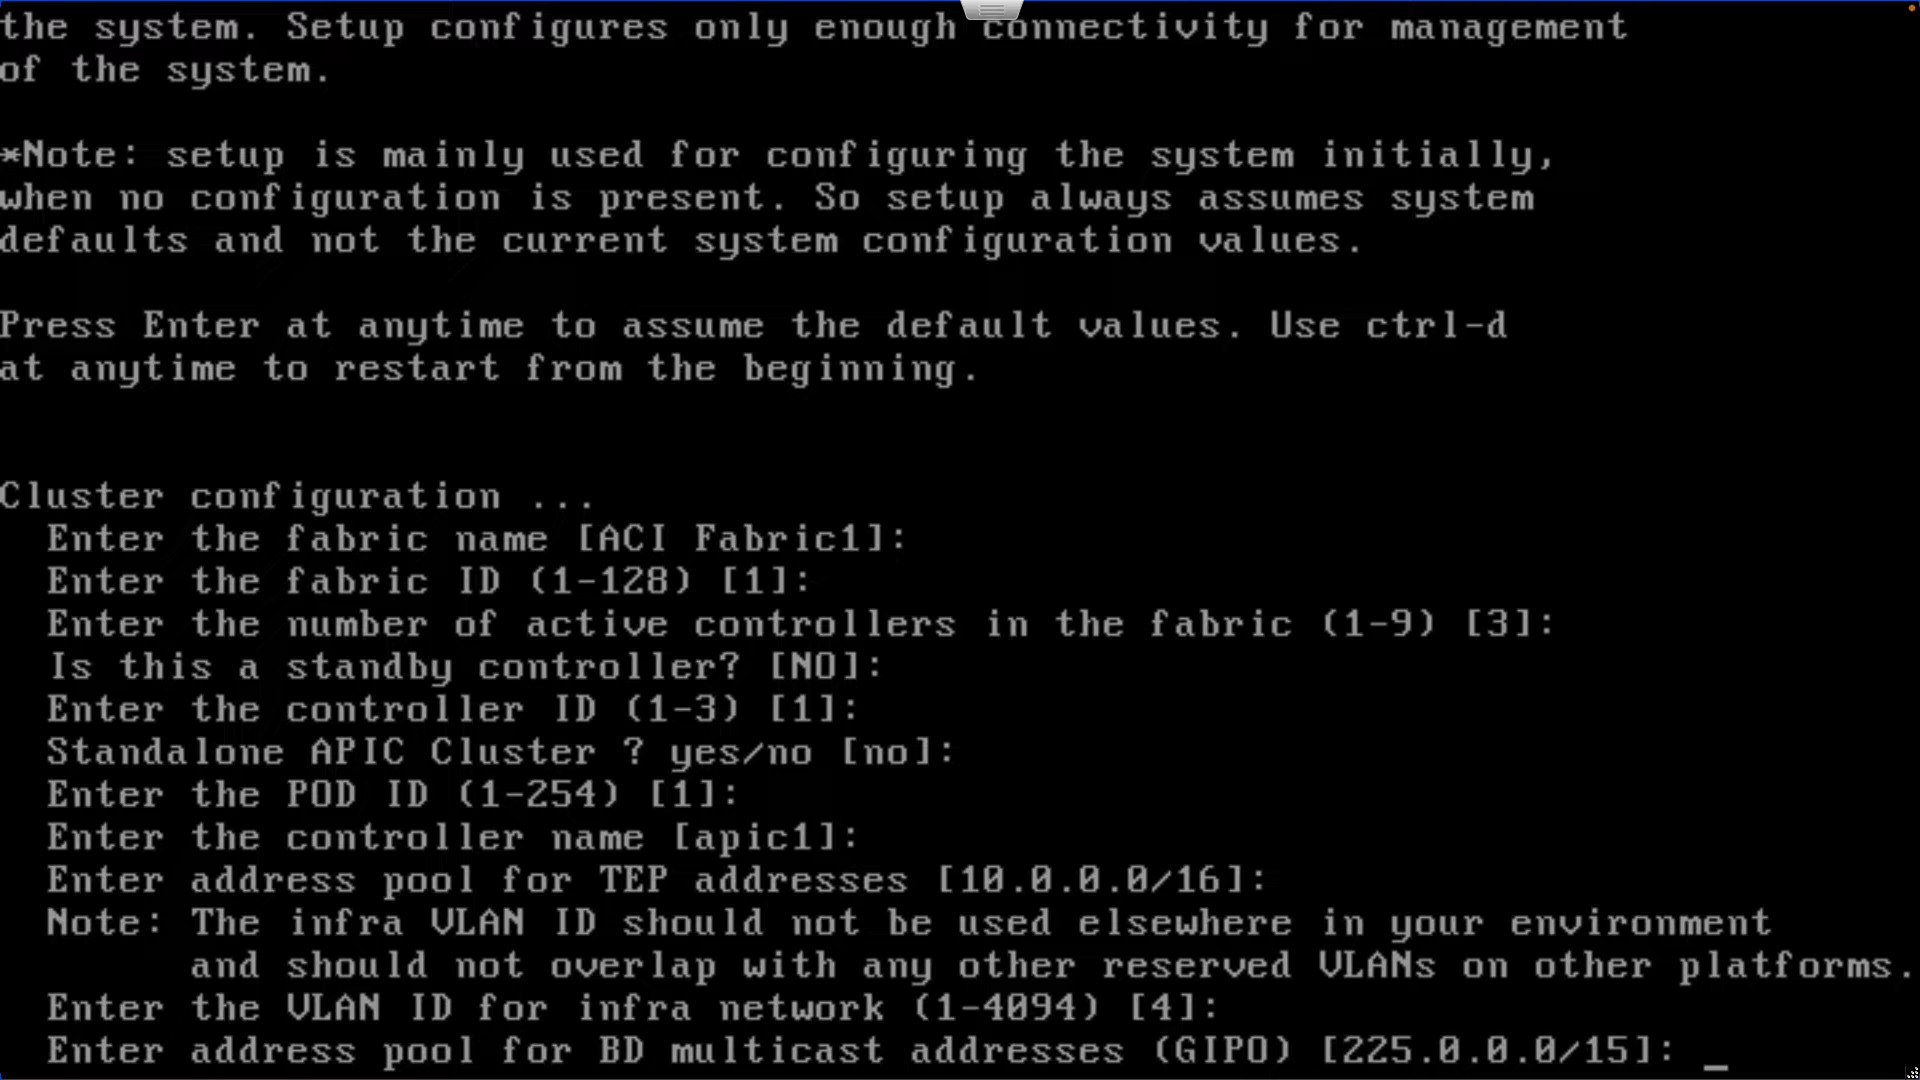 the system. Setup configures only enough connectivity for management
of the system.
*Note: setup is mainly used for configuring the system initially,
when no configuration is present. So setup always assumes system
defaults and not the current system configuration values.
Press Enter at anytime to assume the default values. Use ctrl-d
at anytime to restart from the beginning.
Cluster configuration ...
Enter the fabric name [ACI Fabric1]:
Enter the fabric ID (1-128) [1]:
Enter the number of active controllers in the fabric (1-9) [3]:
Is this a standby controller? [NO]:
Enter the controller ID (1-3) [1]:
Standalone APIC Cluster ? yes/no [no]:
Enter the POD ID (1-254) [1]:
Enter the controller name [apic1]:
Enter address pool for TEP addresses [10.0.0.0/16]:
Note: The infra VLAN ID should not be used elsewhere in your environment
and should not overlap with any other reserved VLANs on other platforms.
Enter the VLAN ID for infra network (1-4094) [4]:
Enter address pool for BD multicast addresses (GIPO) [225.0.0.0/15]: _